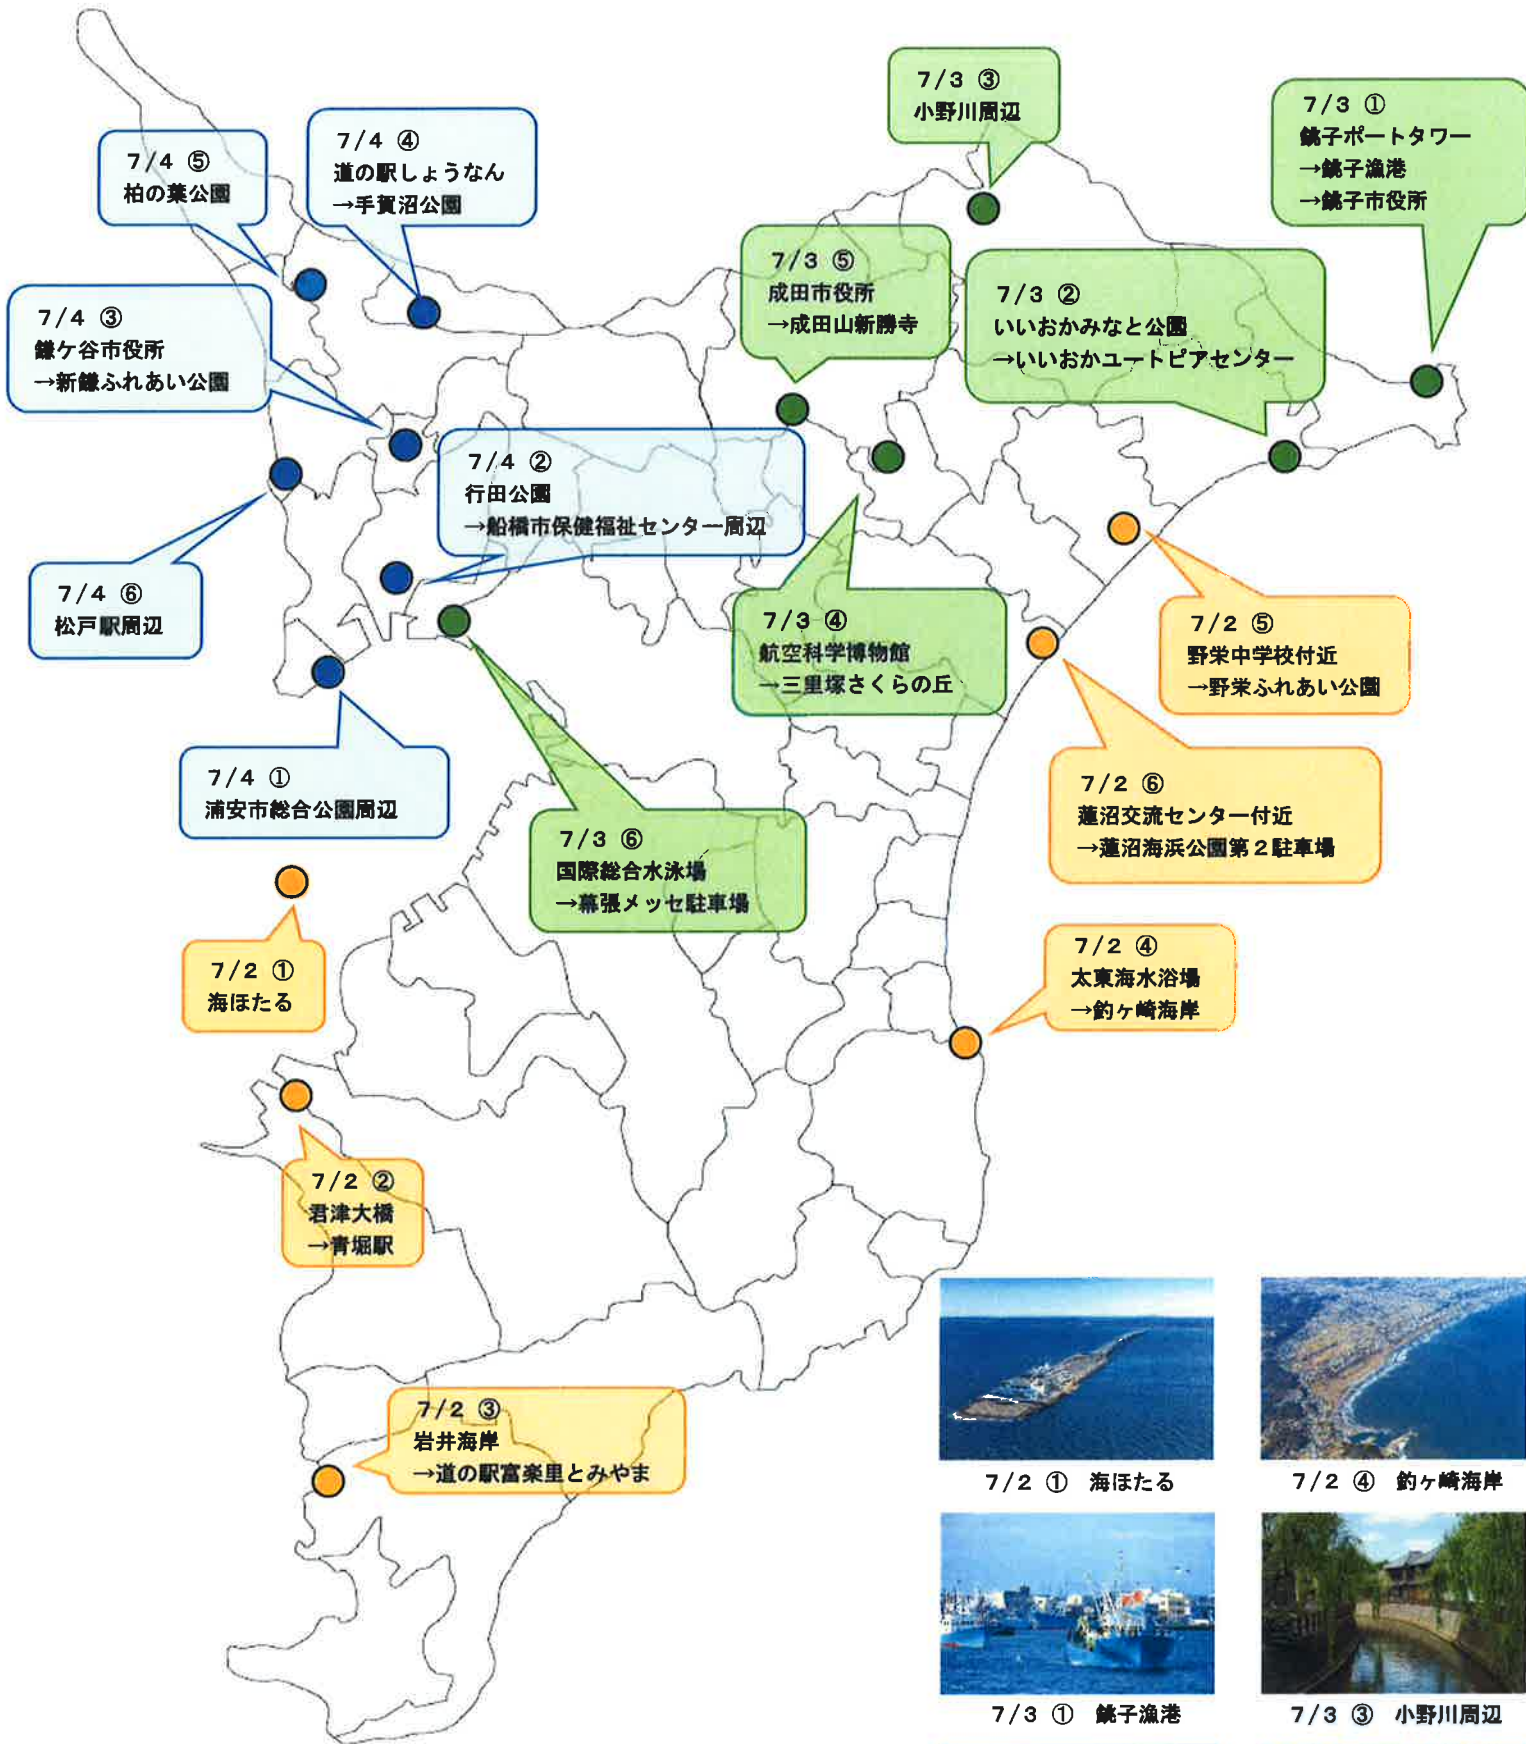 7/3 ③
小野川周辺
7/3 ①
銚子ポートタワー
→銚子漁港
→銚子市役所
7/4 ④
道の駅しょうなん
→手賀沼公園
7/4 ⑤
柏の葉公園
7/3 ⑤
成田市役所
→成田山新勝寺
7/3 ②
いいおかみなと公園
→いいおかユートピアセンター
7/4 ③
鎌ケ谷市役所
→新鎌ふれあい公園
7/4 ②
行田公園
→船橋市保健福祉センター周辺
7/4 ⑥
松戸駅周辺
7/3 ④
航空科学博物館
→三里塚さくらの丘
7/2 ⑤
野栄中学校付近
→野栄ふれあい公園
7/4 ①
浦安市総合公園周辺
7/2 ⑥
蓮沼交流センター付近
→蓮沼海浜公園第２駐車場
7/3 ⑥
国際総合水泳場
→幕張メッセ駐車場
7/2 ①
海ほたる
7/2 ④
太東海水浴場
→釣ヶ崎海岸
7/2 ②
君津大橋
→青堀駅
7/2 ③
岩井海岸
→道の駅富楽里とみやま
7/2 ① 海ほたる
7/2 ④ 釣ヶ崎海岸
7/3 ① 銚子漁港
7/3 ③ 小野川周辺